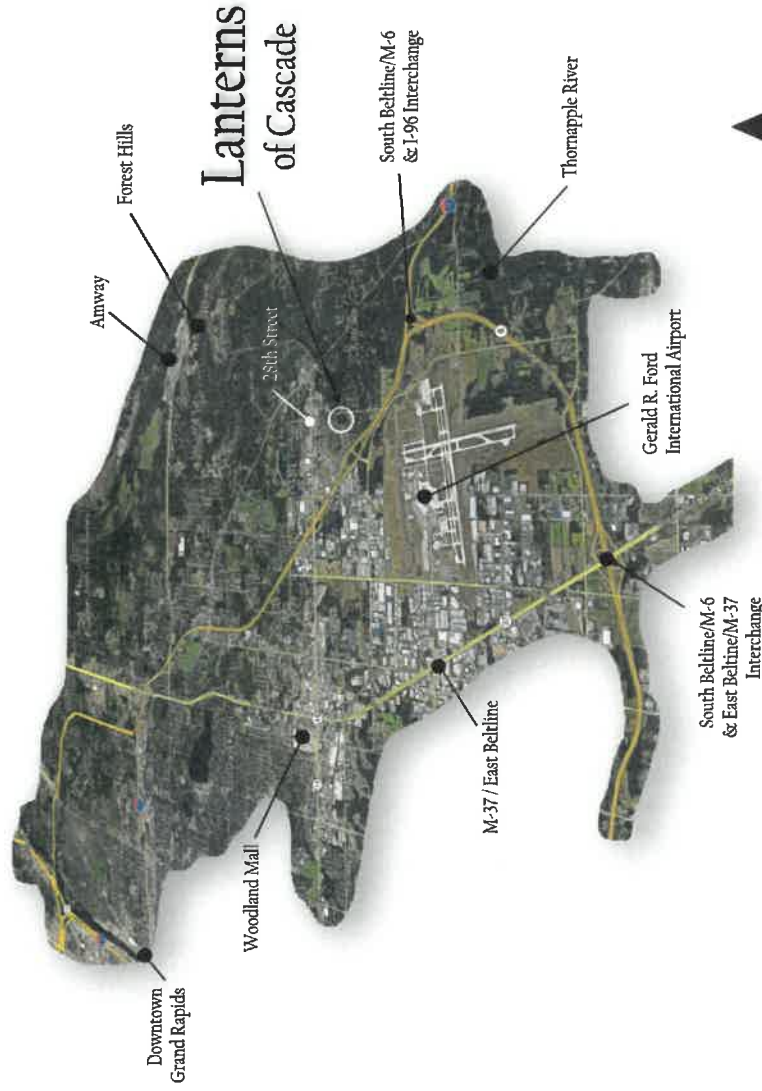 Amway
Forest Hills
Lanterns
of Cascade
28th Street
South Beltline/M-6
& I-96 Interchange
Thornapple River
Downtown
Grand Rapids
Woodland Mall
M-37 / East Beltline
Gerald R. Ford
International Airport
South Beltline/M-6
& East Beltine/M-37
Interchange